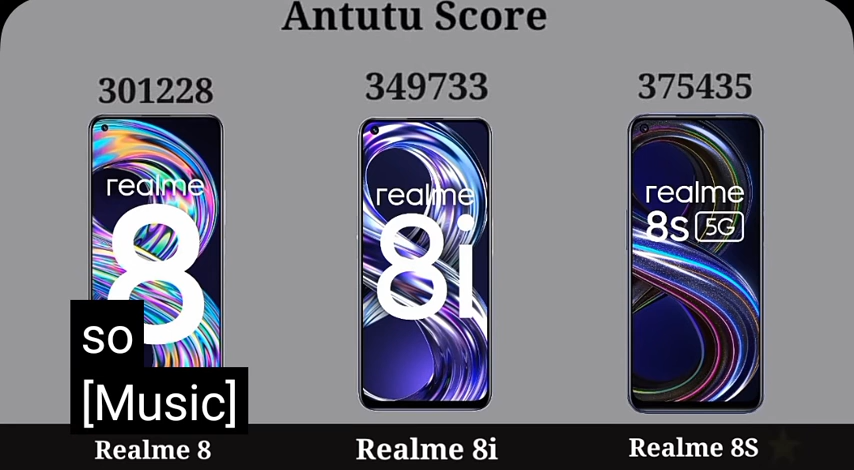 Antutu Score
301228 349733 375435
realme realme realme
8 8i 8s 5G
so
[Music]
Realme 8 Realme 8i Realme 8S